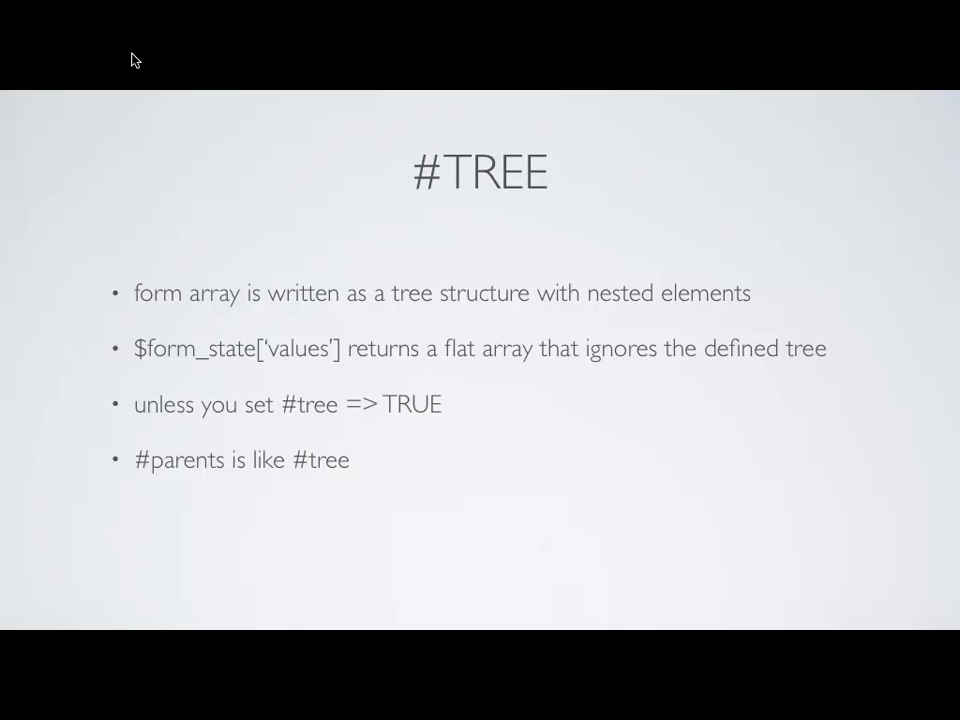 #TREE
• form array is written as a tree structure with nested elements
• $form_state[‘values’] returns a flat array that ignores the defined tree
• unless you set #tree => TRUE
• #parents is like #tree